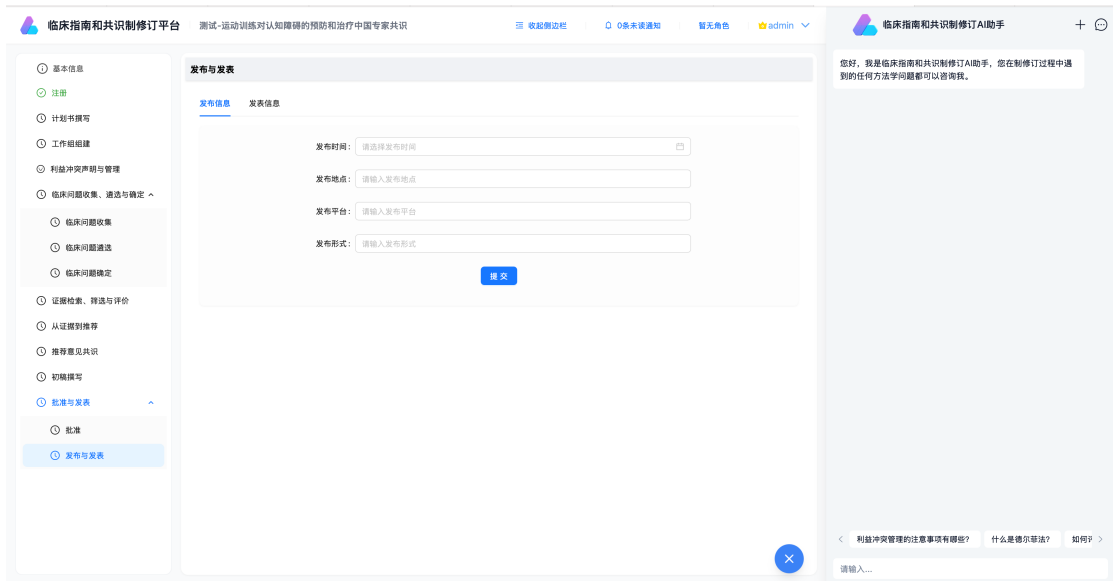 临床指南和共识制修订平台
测试-运动训练对认知障碍的预防和治疗中国专家共识
收起侧边栏
0条未读通知
暂无角色
admin
基本信息
注册
计划书撰写
工作组组建
利益冲突声明与管理
临床问题收集、遴选与确定
临床问题收集
临床问题遴选
临床问题确定
证据检索、筛选与评价
从证据到推荐
推荐意见共识
初稿撰写
批准与发表
批准
发布与发表
发布与发表
发布信息 发表信息
发布时间: 请选择发布时间
发布地点: 请输入发布地点
发布平台: 请输入发布平台
发布形式: 请输入发布形式
提 交
临床指南和共识制修订AI助手
您好，我是临床指南和共识制修订AI助手，您在制修订过程中遇
到的任何方法学问题都可以咨询我。
利益冲突管理的注意事项有哪些?
什么是德尔菲法?
如何
请输入...